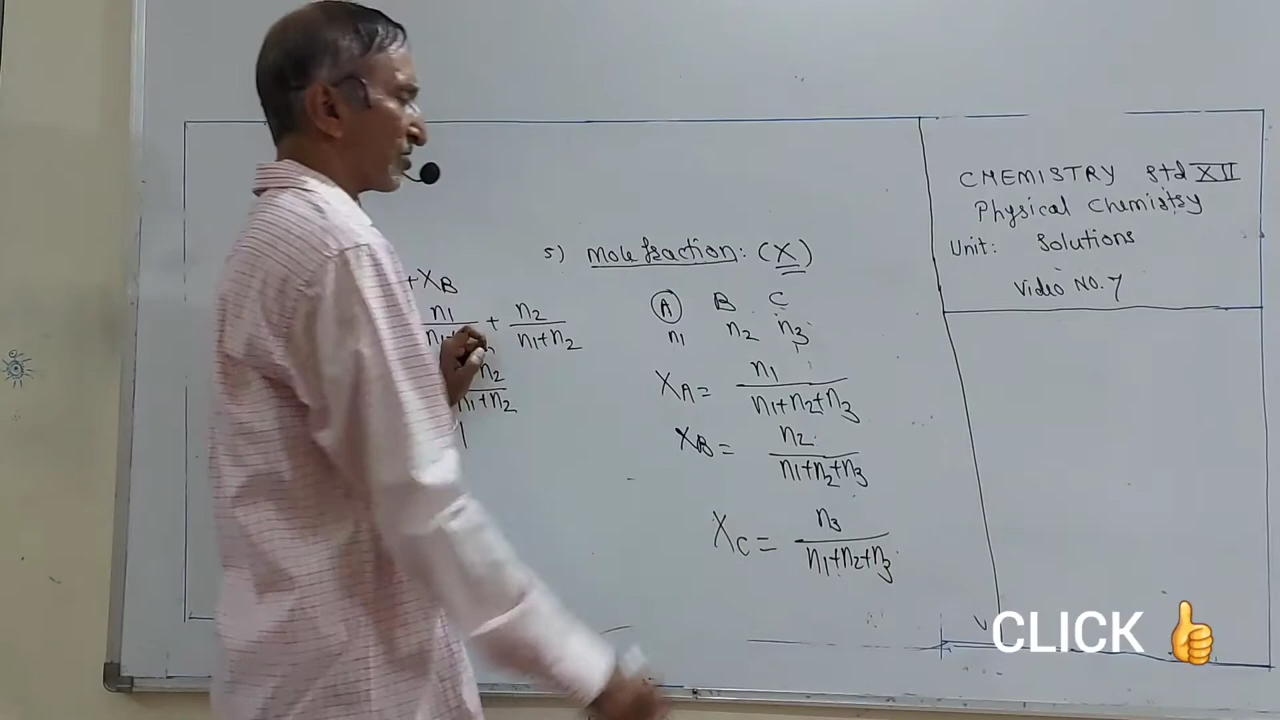 5) Mole fraction: (X)
A B C
n1 n2 n3
XA = n1 / n1+n2+n3
XB = n2 / n1+n2+n3
XC = n3 / n1+n2+n3
+XB
n1 / + n2 / n1+n2
n2 / n1+n2
1
CHEMISTRY std XII
Physical Chemistry
Unit: Solutions
Video NO. 7
CLICK 👍